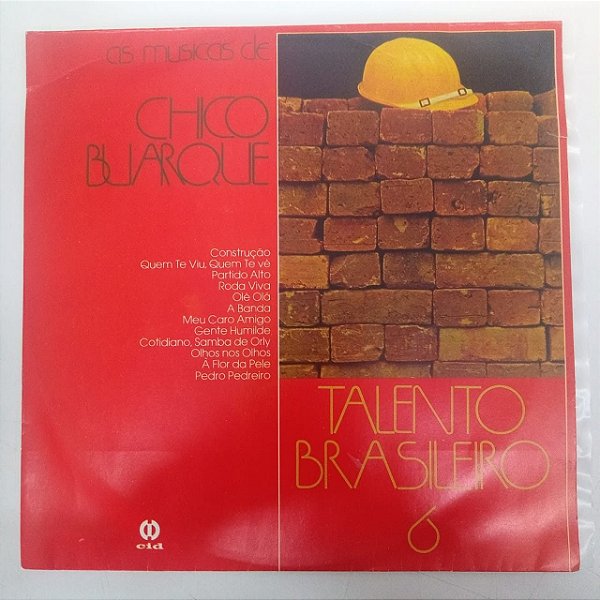 as musicas de
CHICO
BUARQUE
Construção
Quem Te Viu, Quem Te vê
Partido Alto
Roda Viva
Olê Olá
A Banda
Meu Caro Amigo
Gente Humilde
Cotidiano, Samba de Orly
Olhos nos Olhos
À Flor da Pele
Pedro Pedreiro
TALENTO
BRASILEIRO
6
cid